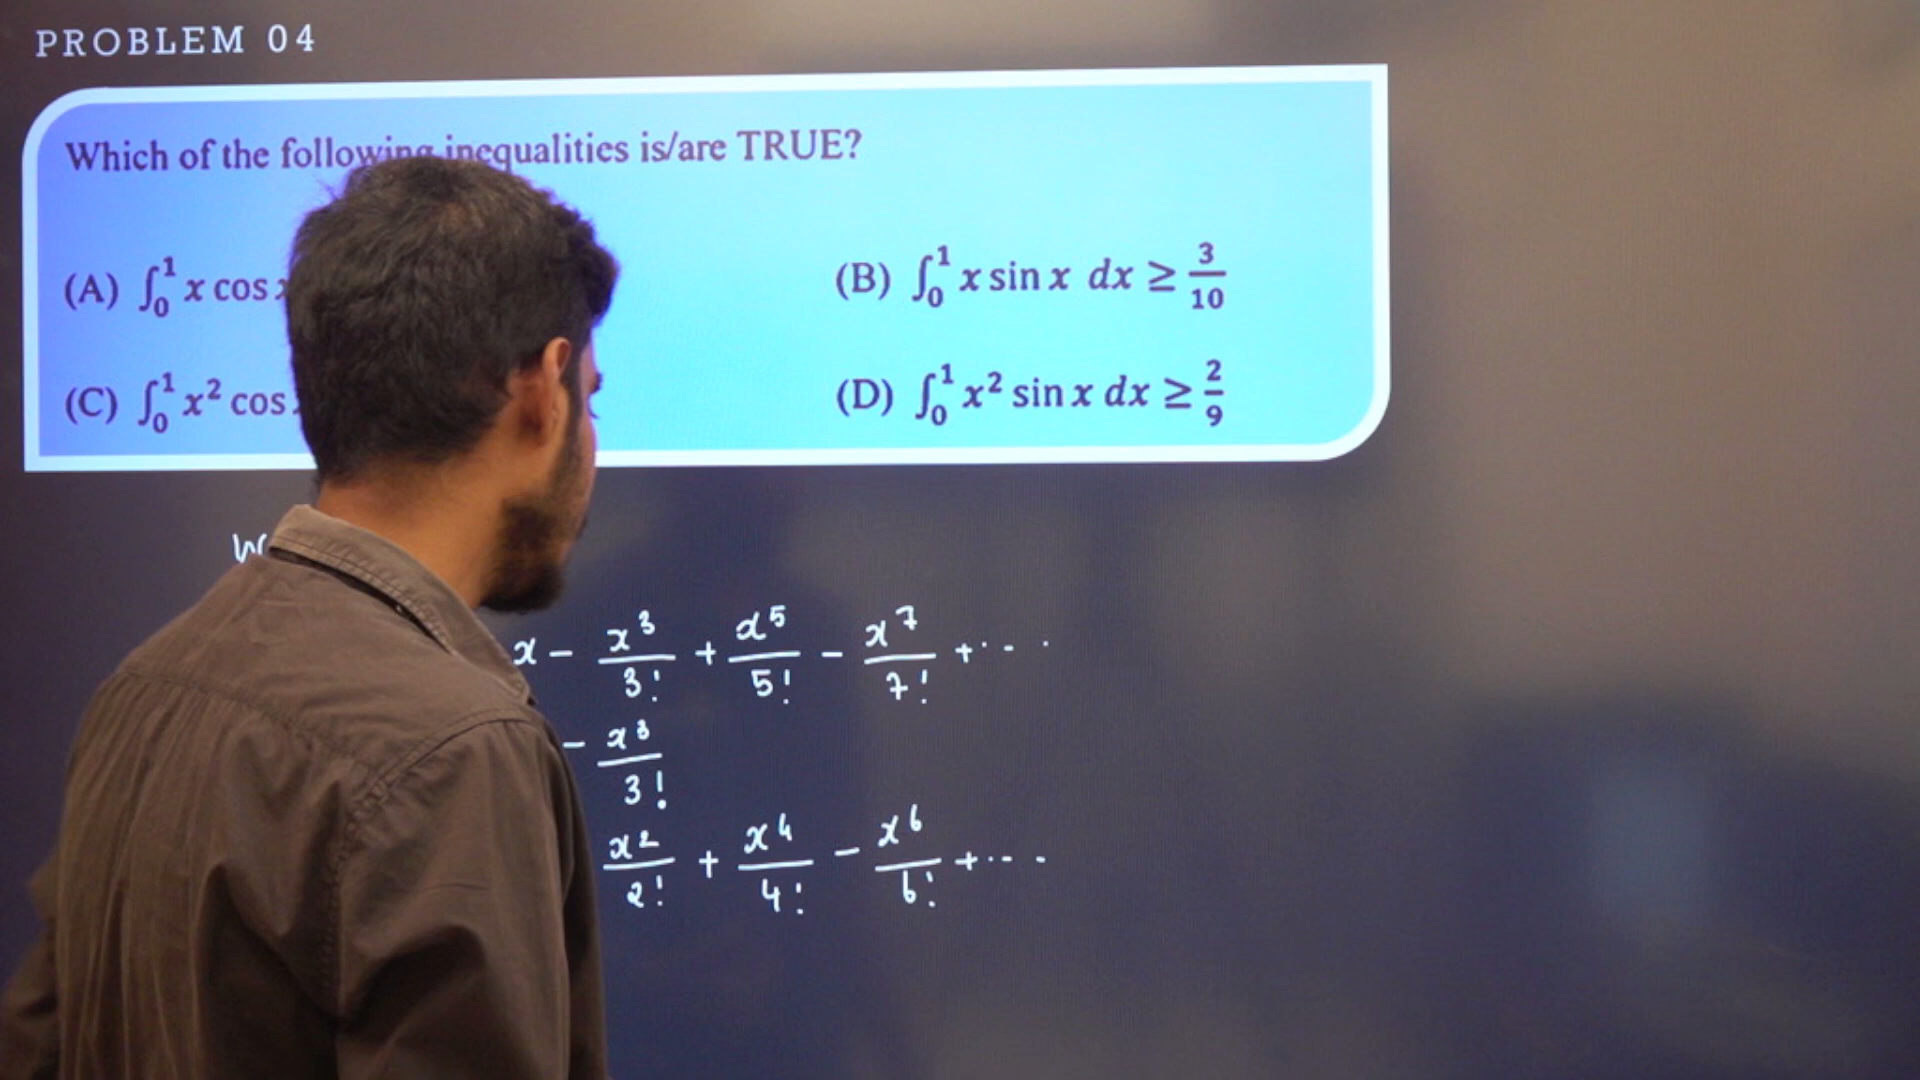 PROBLEM 04
Which of the following inequalities is/are TRUE?
(A) ∫₀¹ x cos
(B) ∫₀¹ x sin x dx ≥ 3/10
(C) ∫₀¹ x² cos
(D) ∫₀¹ x² sin x dx ≥ 2/9
x - x³/3! + x⁵/5! - x⁷/7! + ....
- x³/3!
x²/2! + x⁴/4! - x⁶/6! + ....